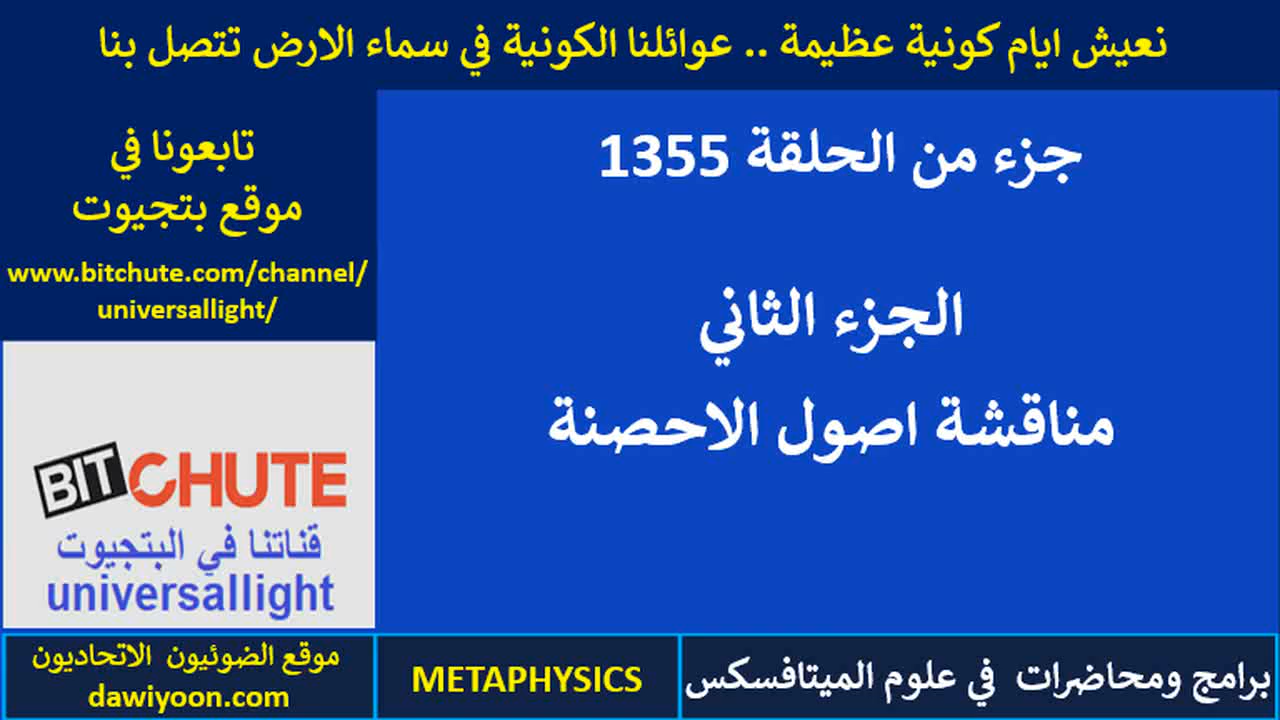 نعيش ايام كونية عظيمة .. عوائلنا الكونية في سماء الارض تتصل بنا
جزء من الحلقة 1355
الجزء الثاني
مناقشة اصول الاحصنة
تابعونا في
موقع بتجيوت
www.bitchute.com/channel/
universallight/
BITCHUTE
قناتنا في البتجيوت
universallight
برامج ومحاضرات في علوم الميتافسكس
METAPHYSICS
موقع الضوئيون الاتحاديون
dawiyoon.com